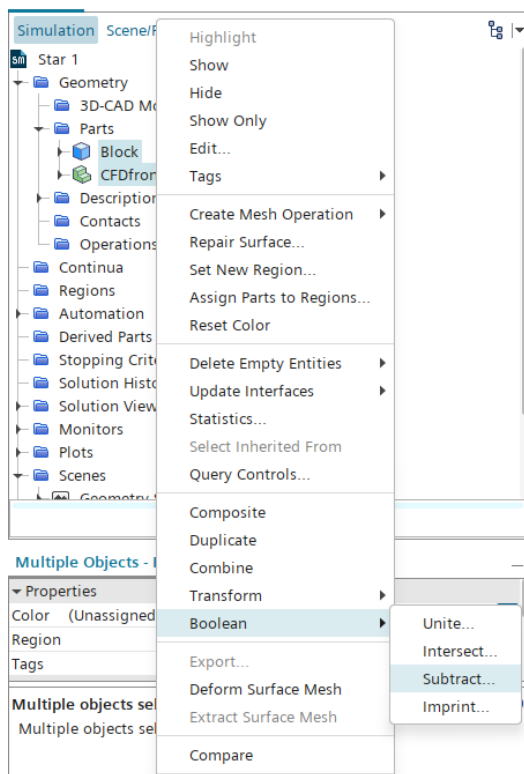 Simulation Scene/P
Star 1
Geometry
3D-CAD Mo
Parts
Block
CFDfron
Description
Contacts
Operations
Continua
Regions
Automation
Derived Parts
Stopping Crite
Solution Histo
Solution View
Monitors
Plots
Scenes
Geometry S
Multiple Objects - 
Properties
Color (Unassigned
Region
Tags
Multiple objects sel
Multiple objects sel
Highlight
Show
Hide
Show Only
Edit...
Tags
Create Mesh Operation
Repair Surface...
Set New Region...
Assign Parts to Regions...
Reset Color
Delete Empty Entities
Update Interfaces
Statistics...
Select Inherited From
Query Controls...
Composite
Duplicate
Combine
Transform
Boolean
Export...
Deform Surface Mesh
Extract Surface Mesh
Compare
Unite...
Intersect...
Subtract...
Imprint...